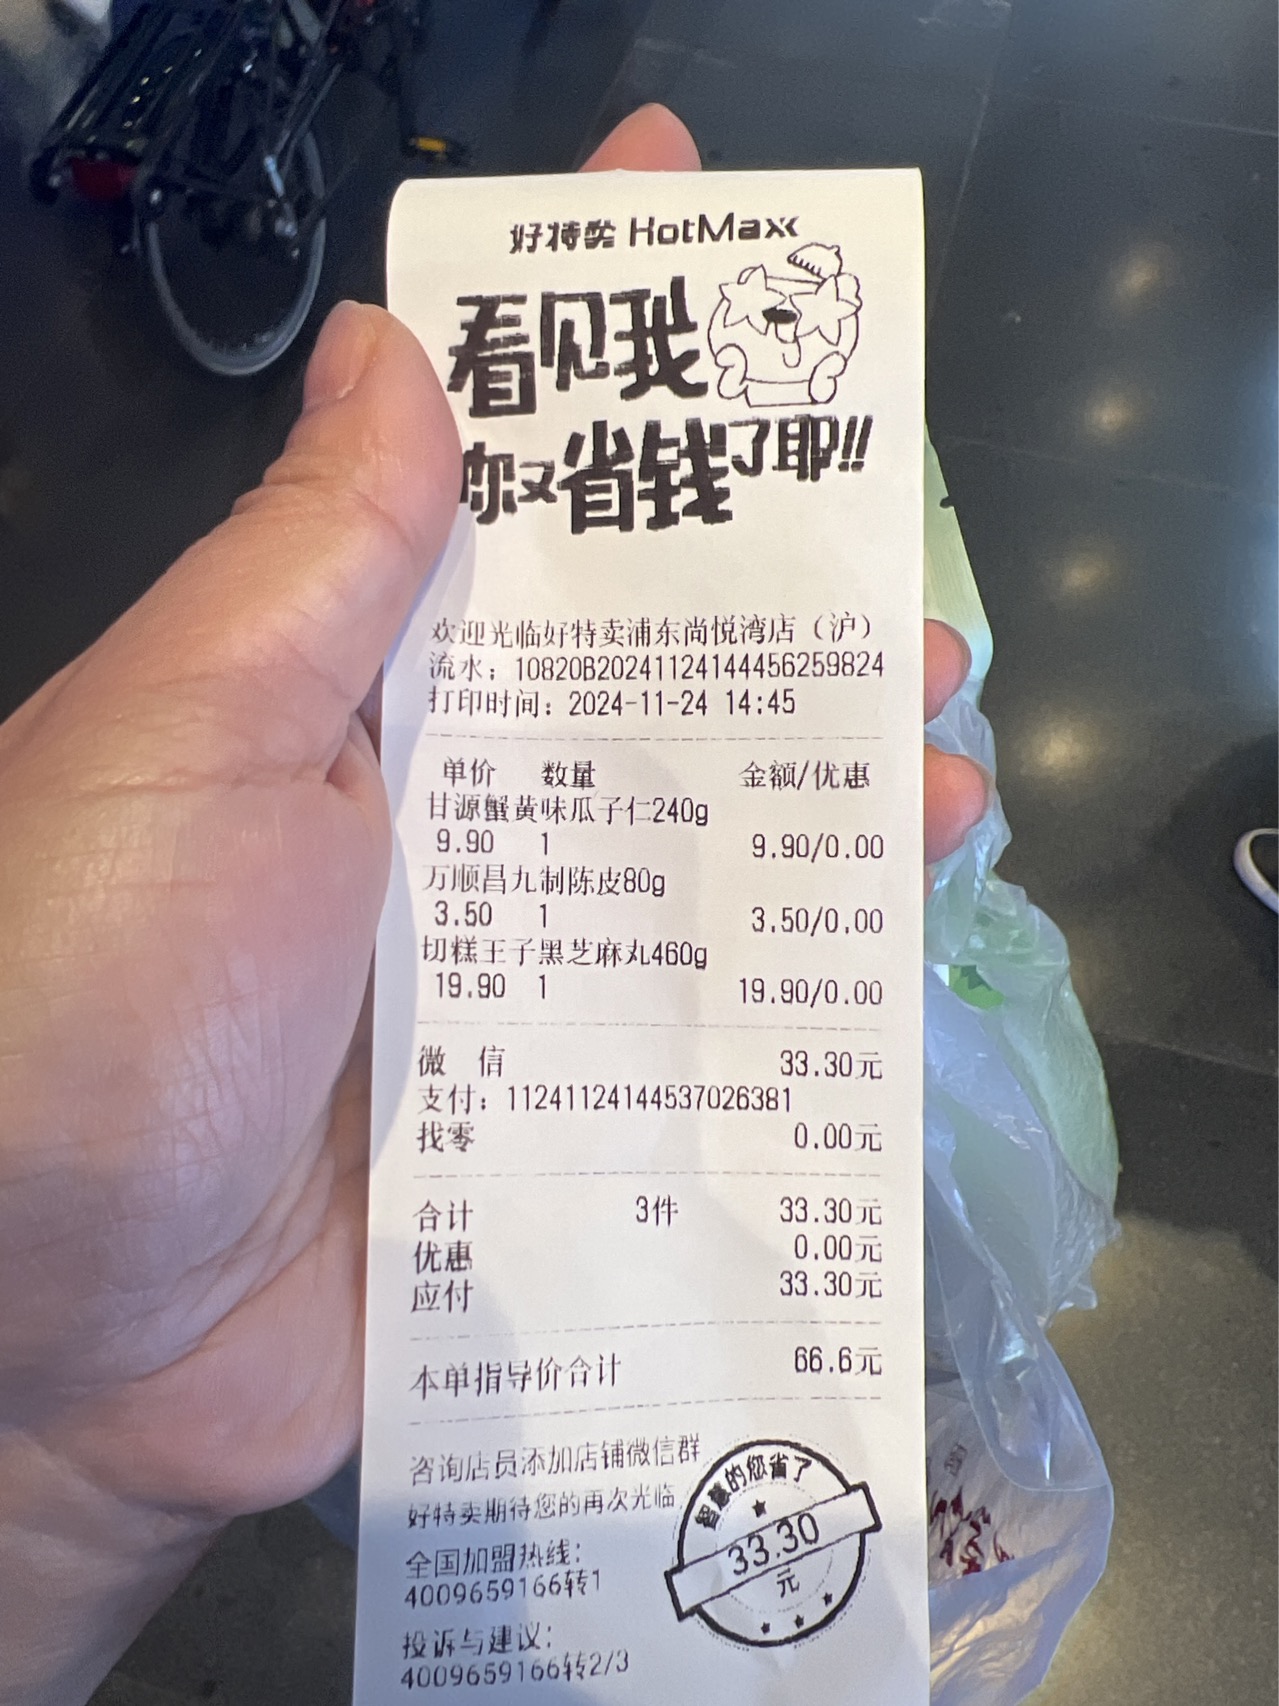 好特卖 HotMaxx
看见我
你又省钱了耶!!
欢迎光临好特卖浦东尚悦湾店（沪）
流水：10820B20241124144456259824
打印时间：2024-11-24 14:45
单价 数量 金额/优惠
甘源蟹黄味瓜子仁240g
9.90 1 9.90/0.00
万顺昌九制陈皮80g
3.50 1 3.50/0.00
切糕王子黑芝麻丸460g
19.90 1 19.90/0.00
微 信 33.30元
支付：11241124144537026381
找零 0.00元
合计 3件 33.30元
优惠 0.00元
应付 33.30元
本单指导价合计 66.6元
咨询店员添加店铺微信群
好特卖期待您的再次光临
全国加盟热线：
4009659166转1
投诉与建议：
4009659166转2/3
智慧的您省了
33.30
元